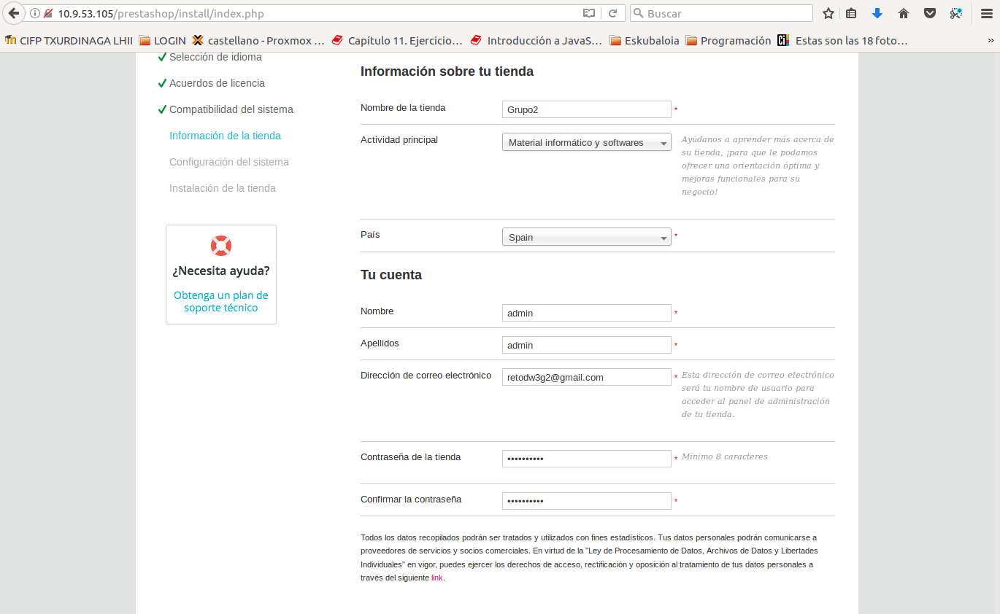 10.9.53.105/prestashop/install/index.php
Buscar
CIFP TXURDINAGA LHII
LOGIN
castellano - Proxmox ...
Capítulo 11. Ejercicio...
Introducción a JavaS...
Eskubaloia
Programación
Estas son las 18 foto...
Selección de idioma
Acuerdos de licencia
Compatibilidad del sistema
Información de la tienda
Configuración del sistema
Instalación de la tienda
¿Necesita ayuda?
Obtenga un plan de
soporte técnico
Información sobre tu tienda
Nombre de la tienda Grupo2 *
Actividad principal Material informático y softwares
Ayúdanos a aprender más acerca de
su tienda, ¡para que le podamos
ofrecer una orientación óptima y
mejoras funcionales para su
negocio!
País Spain *
Tu cuenta
Nombre admin *
Apellidos admin *
Dirección de correo electrónico retodw3g2@gmail.com *
Esta dirección de correo electrónico
será tu nombre de usuario para
acceder al panel de administración
de tu tienda.
Contraseña de la tienda •••••••••• * Mínimo 8 caracteres
Confirmar la contraseña •••••••••• *
Todos los datos recopilados podrán ser tratados y utilizados con fines estadísticos. Tus datos personales podrán comunicarse a
proveedores de servicios y socios comerciales. En virtud de la "Ley de Procesamiento de Datos, Archivos de Datos y Libertades
Individuales" en vigor, puedes ejercer los derechos de acceso, rectificación y oposición al tratamiento de tus datos personales a
través del siguiente link.